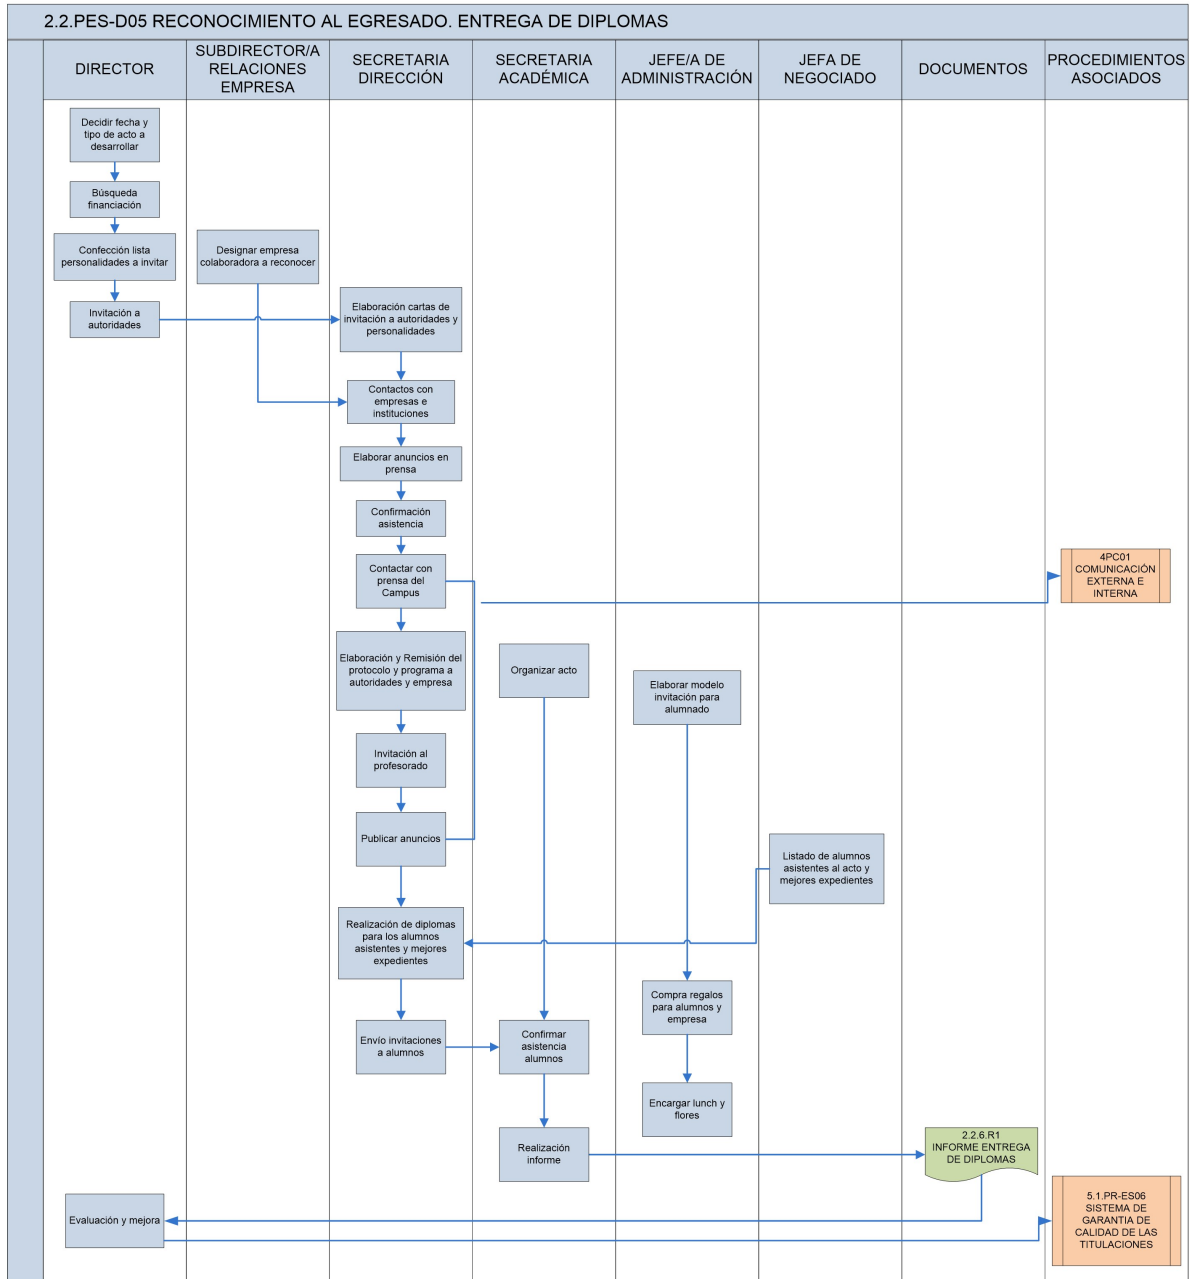 2.2.PES-D05 RECONOCIMIENTO AL EGRESADO. ENTREGA DE DIPLOMAS
DIRECTOR
SUBDIRECTOR/A
RELACIONES
EMPRESA
SECRETARIA
DIRECCIÓN
SECRETARIA
ACADÉMICA
JEFE/A DE
ADMINISTRACIÓN
JEFA DE
NEGOCIADO
DOCUMENTOS
PROCEDIMIENTOS
ASOCIADOS
Decidir fecha y
tipo de acto a
desarrollar
Búsqueda
financiación
Confección lista
personalidades a invitar
Designar empresa
colaboradora a reconocer
Invitación a
autoridades
Elaboración cartas de
invitación a autoridades y
personalidades
Contactos con
empresas e
instituciones
Elaborar anuncios en
prensa
Confirmación
asistencia
Contactar con
prensa del
Campus
4PC01
COMUNICACIÓN
EXTERNA E
INTERNA
Elaboración y Remisión del
protocolo y programa a
autoridades y empresa
Organizar acto
Elaborar modelo
invitación para
alumnado
Invitación al
profesorado
Publicar anuncios
Listado de alumnos
asistentes al acto y
mejores expedientes
Realización de diplomas
para los alumnos
asistentes y mejores
expedientes
Compra regalos
para alumnos y
empresa
Envío invitaciones
a alumnos
Confirmar
asistencia
alumnos
Encargar lunch y
flores
Realización
informe
2.2.6.R1
INFORME ENTREGA
DE DIPLOMAS
Evaluación y mejora
5.1.PR-ES06
SISTEMA DE
GARANTIA DE
CALIDAD DE LAS
TITULACIONES